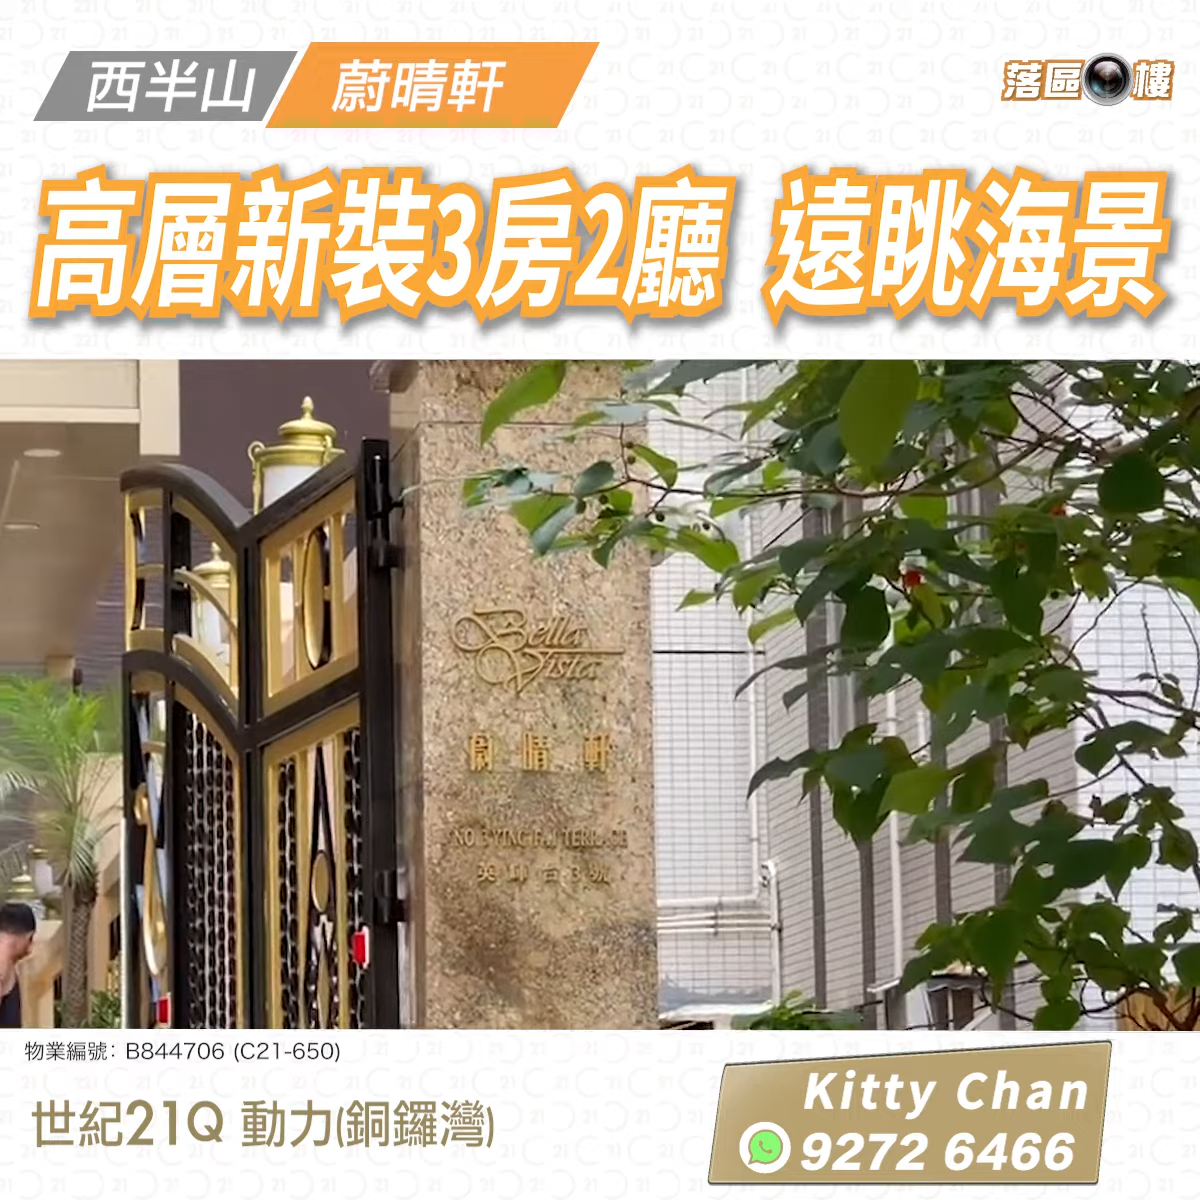 西半山 蔚晴軒
落區睇樓
高層新裝3房2廳 遠眺海景
Bella
Vista
蔚晴軒
NO 3 YING FAI TERRACE
英輝台3號
物業編號: B844706 (C21-650)
世紀21Q 動力(銅鑼灣)
Kitty Chan
9272 6466